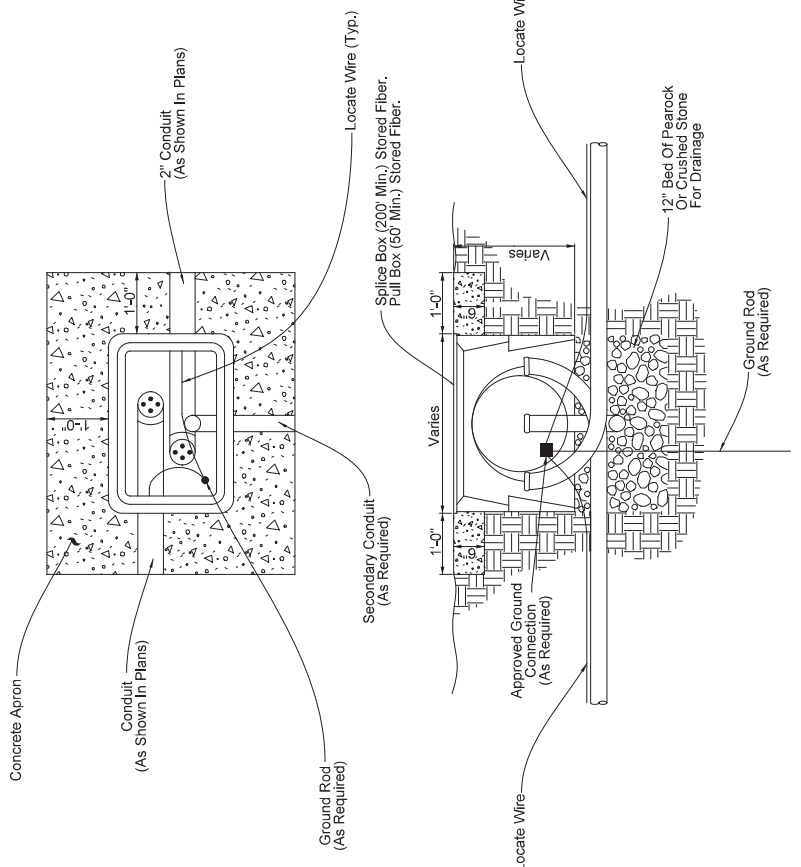 Concrete Apron
Conduit
(As Shown In Plans)
Ground Rod
(As Required)
Secondary Conduit
(As Required)
2" Conduit
(As Shown In Plans)
Locate Wire (Typ.)
1'-0"
1'-0"
Splice Box (200' Min.) Stored Fiber.
Pull Box (50' Min.) Stored Fiber.
1'-0"
Varies
1'-0"
6"
6"
Varies
Approved Ground
Connection
(As Required)
Locate Wire
Locate Wi
12" Bed Of Pearock
Or Crushed Stone
For Drainage
Ground Rod
(As Required)